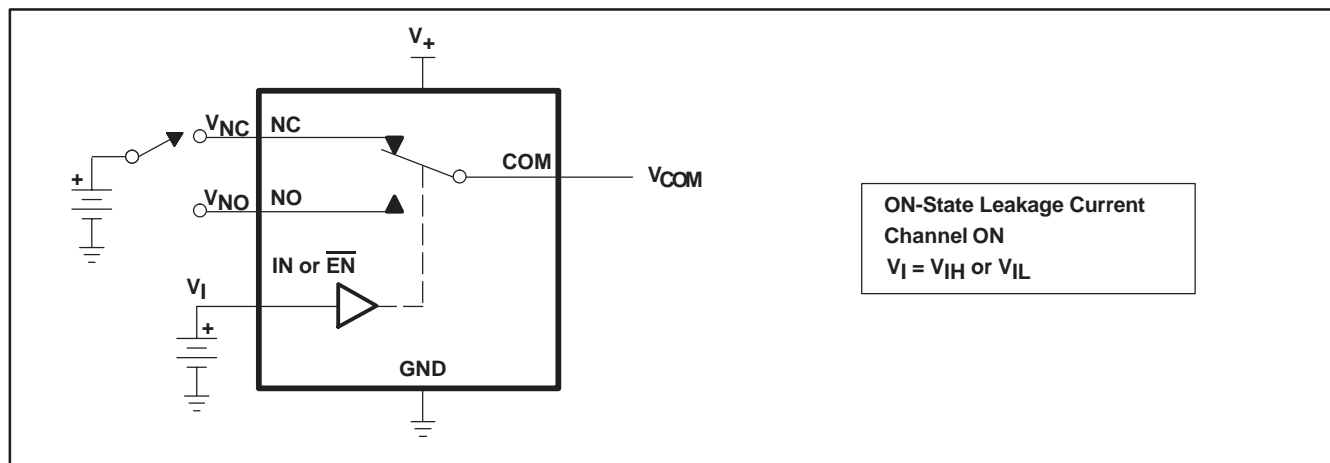 V+
VNC NC
COM
VCOM
VNO NO
IN or EN
VI
GND
+
+
ON-State Leakage Current
Channel ON
VI = VIH or VIL